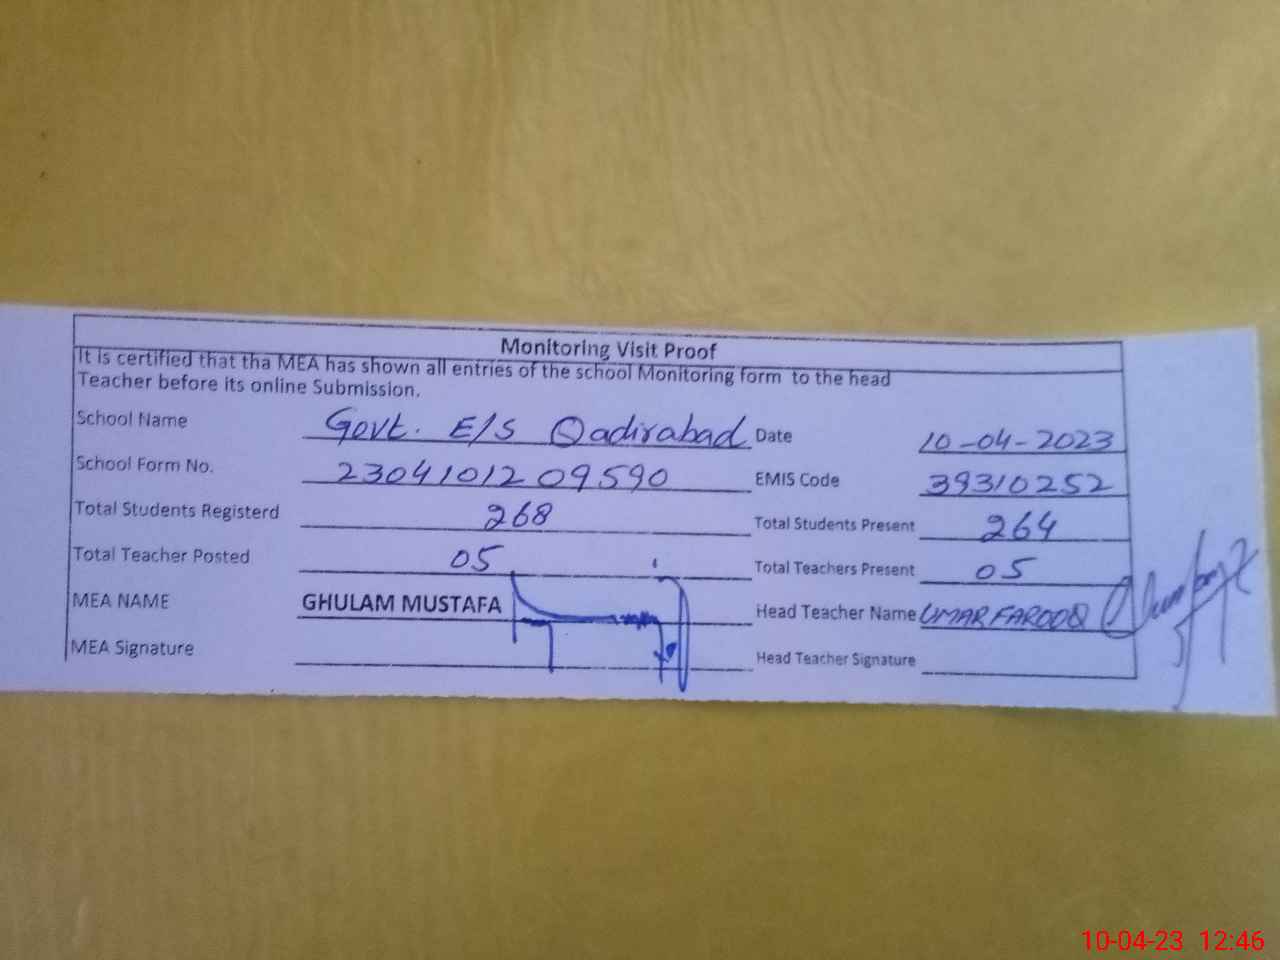 Monitoring Visit Proof
It is certified that tha MEA has shown all entries of the school Monitoring form to the head
Teacher before its online Submission.
School Name Govt. E/S Qadirabad Date 10-04-2023
School Form No. 2304101209590 EMIS Code 39310252
Total Students Registerd 268 Total Students Present 264
Total Teacher Posted 05 Total Teachers Present 05
MEA NAME GHULAM MUSTAFA Head Teacher Name UMAR FAROOQ
MEA Signature Head Teacher Signature
10-04-23 12:46